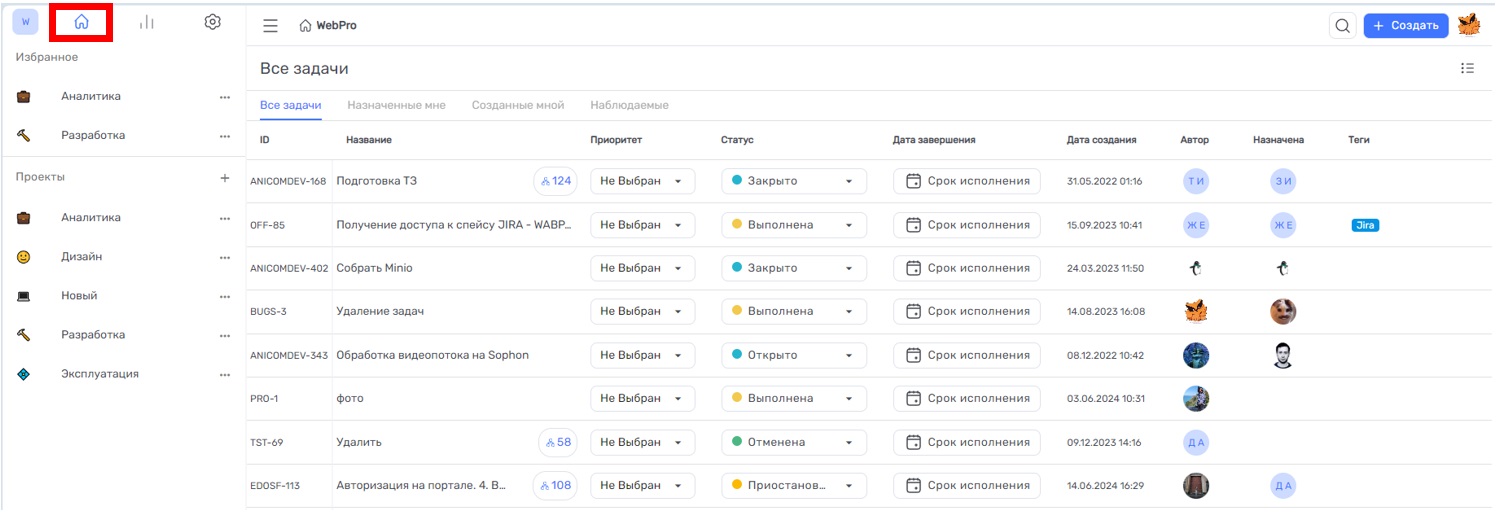 W
WebPro
+ Создать
Избранное
Аналитика ...
Разработка ...
Проекты +
Аналитика ...
Дизайн ...
Новый ...
Разработка ...
Эксплуатация ...
Все задачи
Все задачи Назначенные мне Созданные мной Наблюдаемые
ID Название Приоритет Статус Дата завершения Дата создания Автор Назначена Теги
ANICOMDEV-168 Подготовка ТЗ 124 Не Выбран Закрыто Срок исполнения 31.05.2022 01:16 ТИ ЗИ
OFF-85 Получение доступа к спейсу JIRA - WABP... Не Выбран Выполнена Срок исполнения 15.09.2023 10:41 ЖЕ ЖЕ Jira
ANICOMDEV-402 Собрать Minio Не Выбран Закрыто Срок исполнения 24.03.2023 11:50
BUGS-3 Удаление задач Не Выбран Выполнена Срок исполнения 14.08.2023 16:08
ANICOMDEV-343 Обработка видеопотока на Sophon Не Выбран Открыто Срок исполнения 08.12.2022 10:42
PRO-1 фото Не Выбран Выполнена Срок исполнения 03.06.2024 10:31
TST-69 Удалить 58 Не Выбран Отменена Срок исполнения 09.12.2023 14:16 ДА
EDOSF-113 Авторизация на портале. 4. В... 108 Не Выбран Приостанов... Срок исполнения 14.06.2024 16:29 ДА